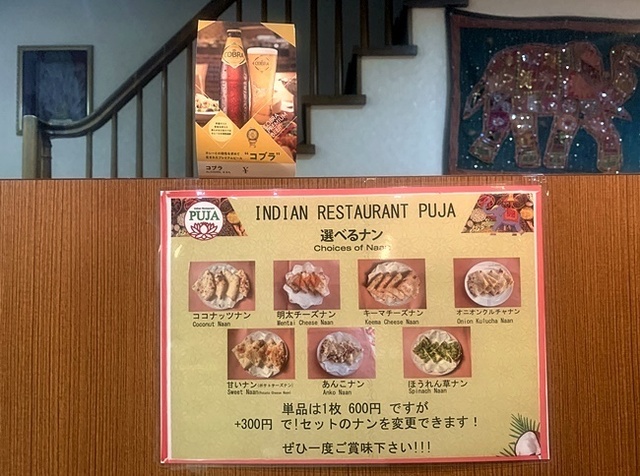 COBRA
COBRA
"コブラ"
コブラ
¥
PUJA
INDIAN RESTAURANT PUJA
選べるナン
Choices of Naan
ココナッツナン
Coconut Naan
明太チーズナン
Mentai Cheese Naan
キーマチーズナン
Keema Cheese Naan
オニオンクルチャナン
Onion Kulucha Naan
甘いナン
Sweet Naan
あんこナン
Anko Naan
ほうれん草ナン
Spinach Naan
単品は1枚 600円 ですが
+300円 で!セットのナンを変更できます!
ぜひ一度ご賞味下さい!!!